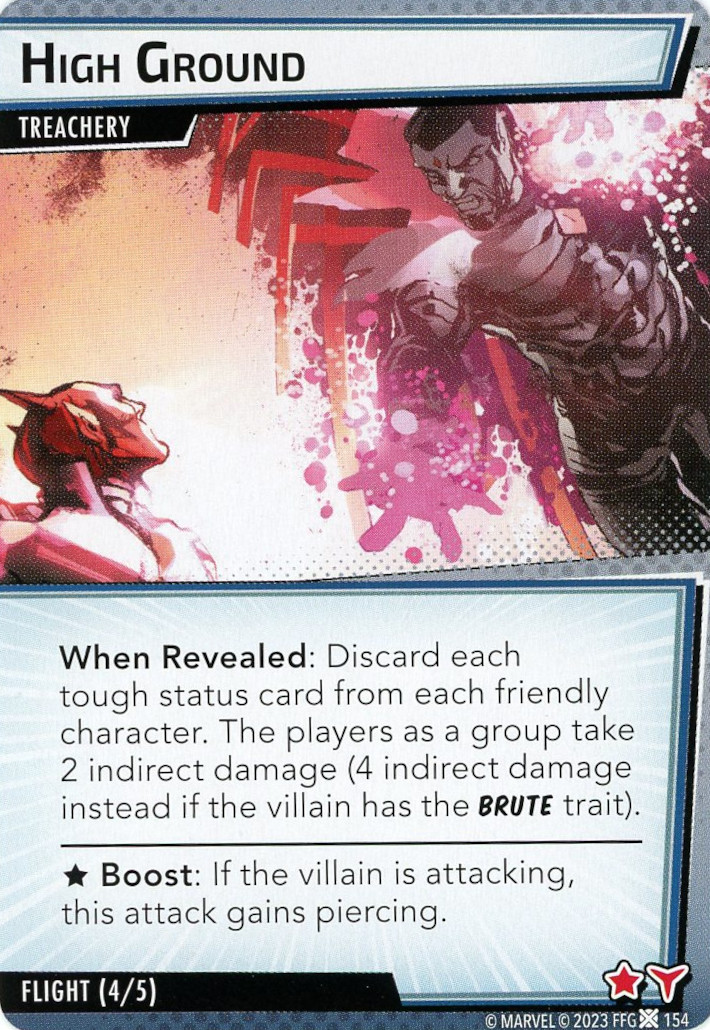 HIGH GROUND
TREACHERY
When Revealed: Discard each
tough status card from each friendly
character. The players as a group take
2 indirect damage (4 indirect damage
instead if the villain has the BRUTE trait).
★ Boost: If the villain is attacking,
this attack gains piercing.
FLIGHT (4/5)
© MARVEL © 2023 FFG 154